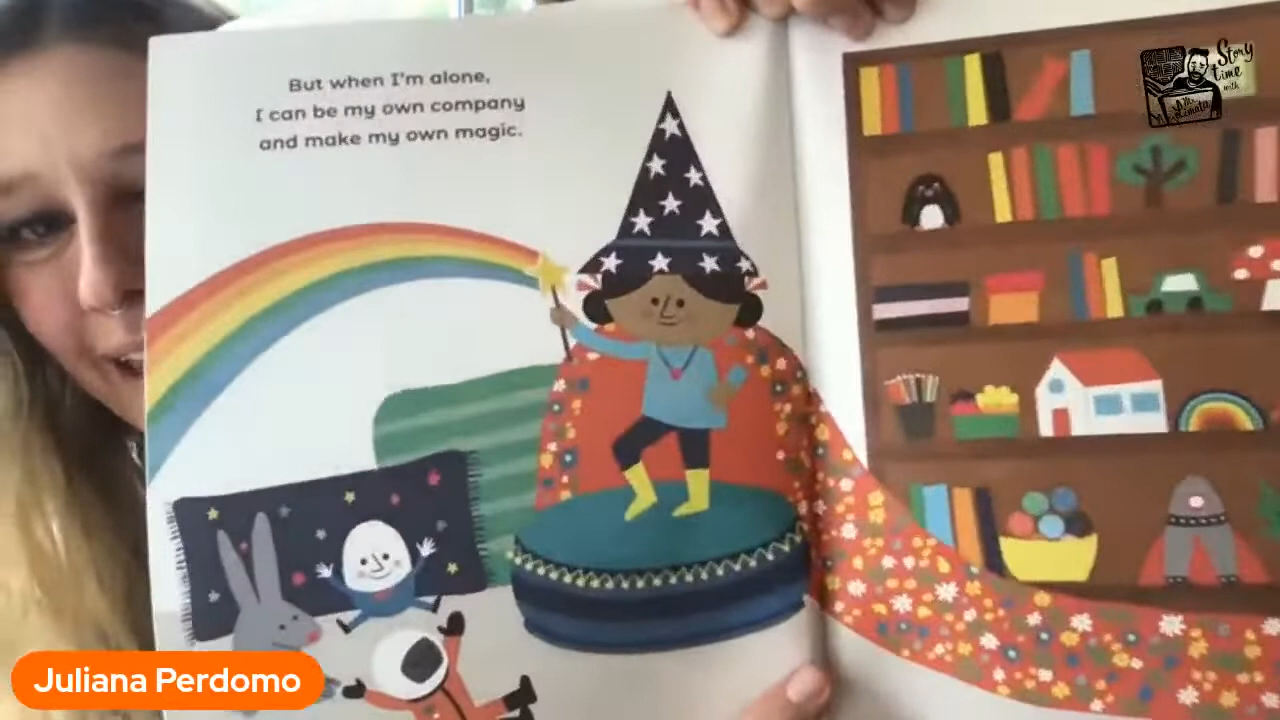 But when I'm alone,
I can be my own company
and make my own magic.
Story
time
with
Juliana Perdomo